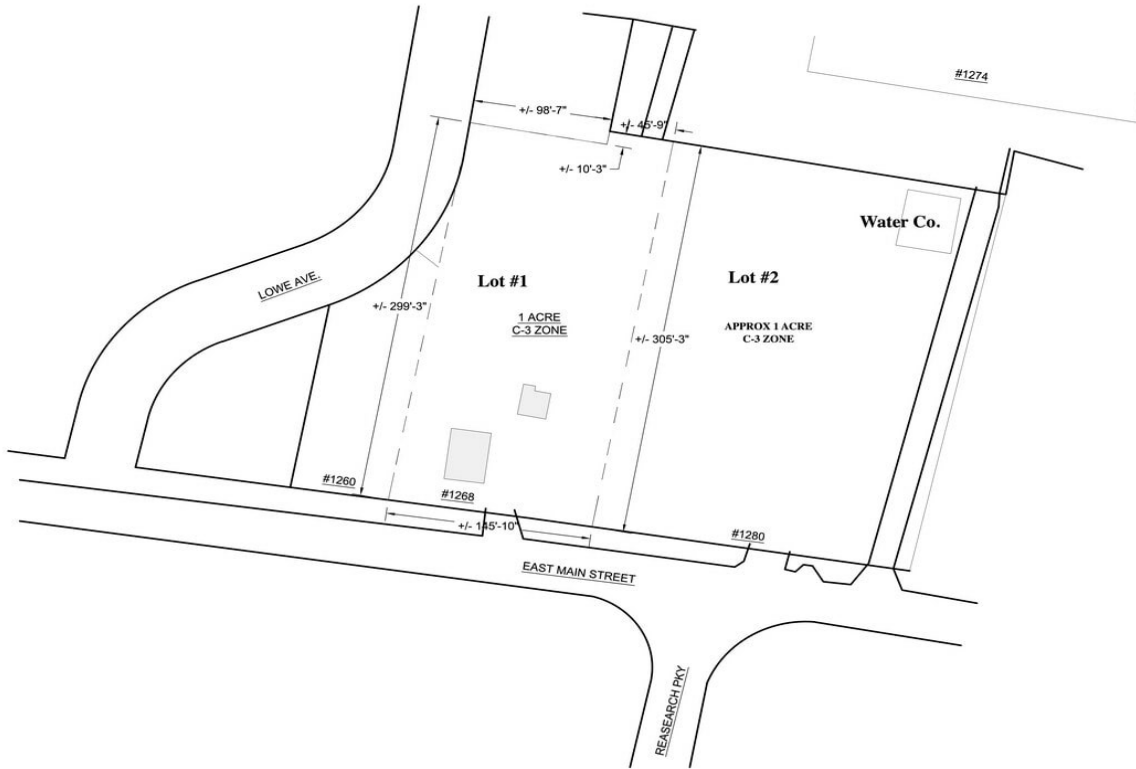 #1274
+/- 98'-7"
+/- 45'-9"
+/- 10'-3"
Water Co.
Lot #1
Lot #2
LOWE AVE.
+/- 299'-3"
1 ACRE
C-3 ZONE
APPROX 1 ACRE
C-3 ZONE
+/- 305'-3"
#1260
#1268
+/- 145'-10"
#1280
EAST MAIN STREET
REASEARCH PKY